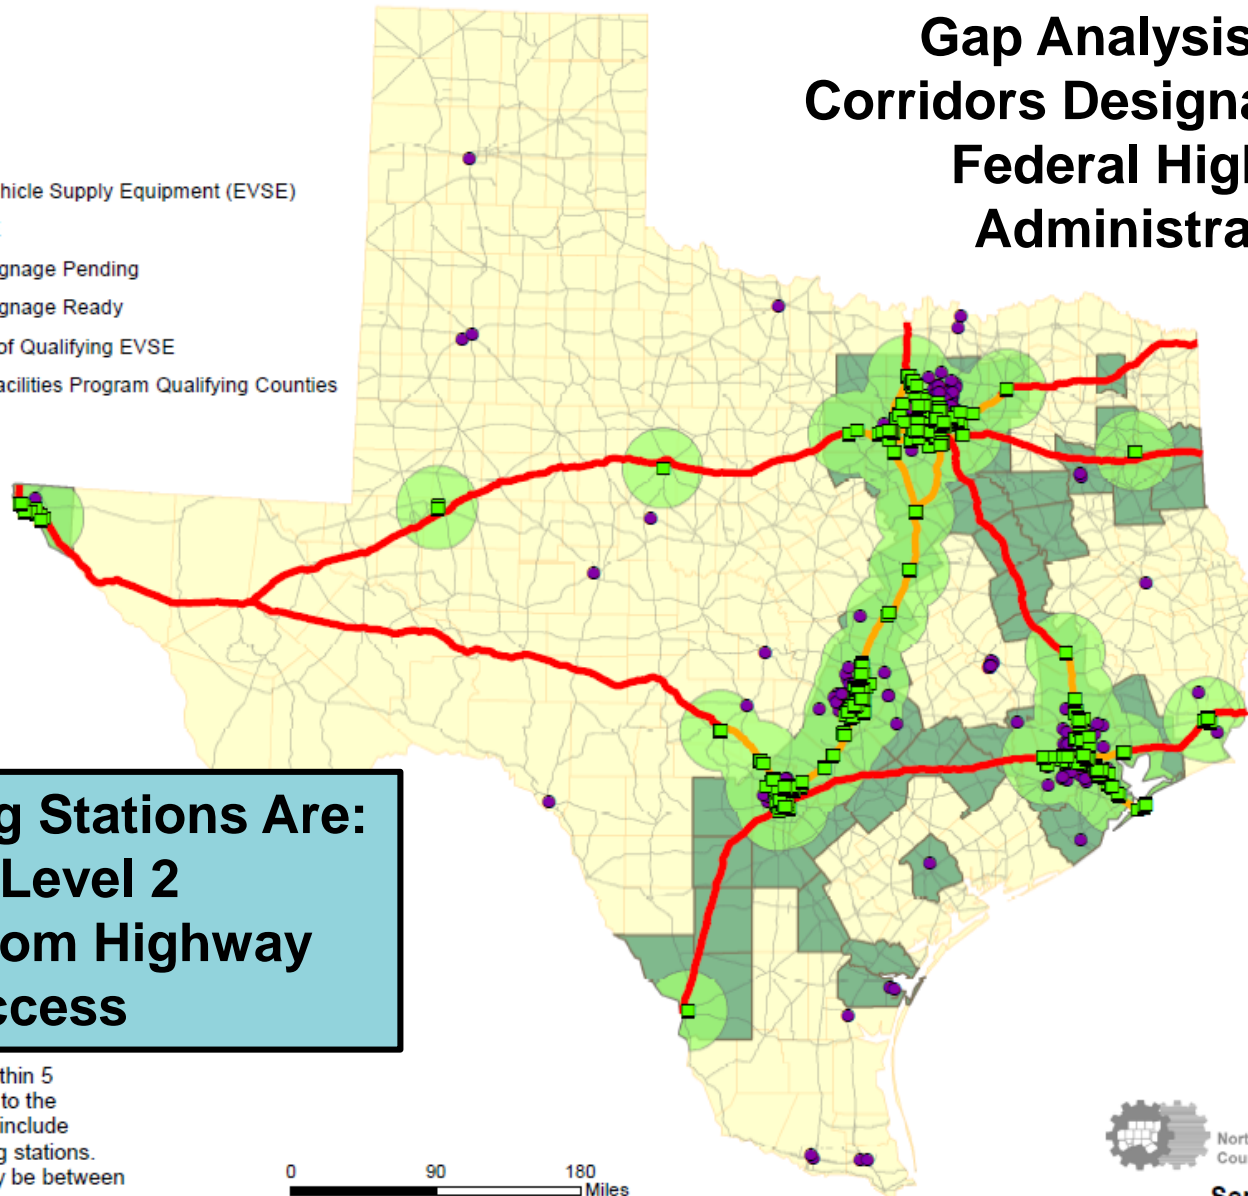 Gap Analysis
Corridors Designa
Federal High
Administra
hicle Supply Equipment (EVSE)
gnage Pending
gnage Ready
of Qualifying EVSE
acilities Program Qualifying Counties
g Stations Are:
Level 2
om Highway
ccess
thin 5
to the
include
g stations.
y be between
0 90 180
Miles
Nort
Cou